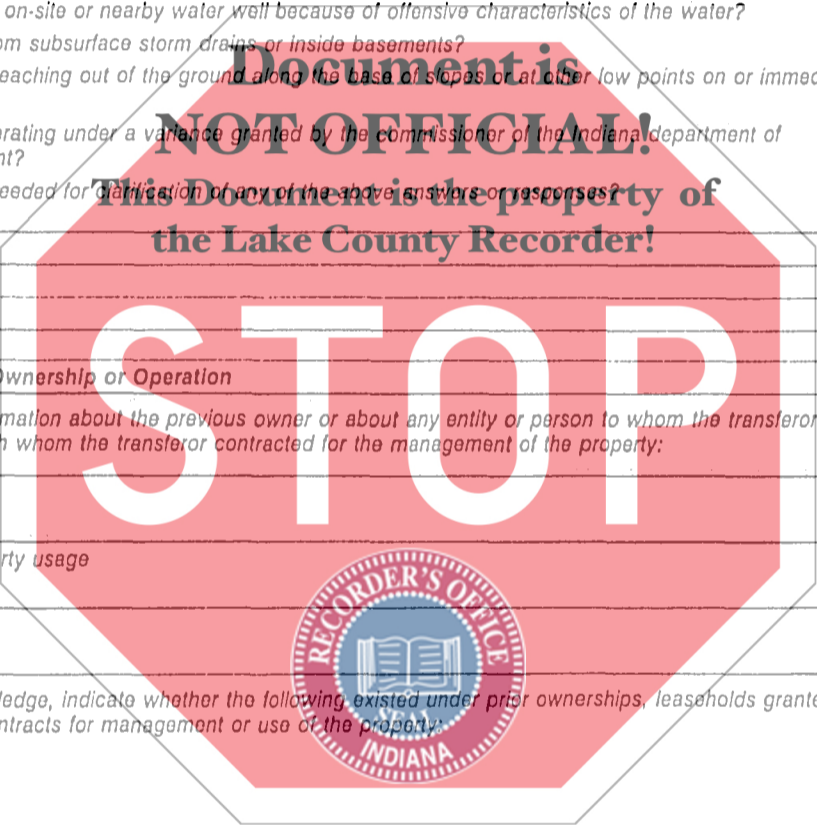 on-site or nearby water well because of offensive characteristics of the water?
om subsurface storm drains or inside basements?
Document is
eaching out of the ground along the base of slopes or at other low points on or immed
NOT OFFICIAL!
erating under a variance granted by the commissioner of the Indiana department of
nt?
eeded for clarification of any of the above answers or responses?
This Document is the property of
the Lake County Recorder!
STOP
Ownership or Operation
mation about the previous owner or about any entity or person to whom the transferor
h whom the transferor contracted for the management of the property:
rty usage
RECORDER'S OFFICE
ledge, indicate whether the following existed under prior ownerships, leaseholds grante
SEAL
ntracts for management or use of the property:
INDIANA